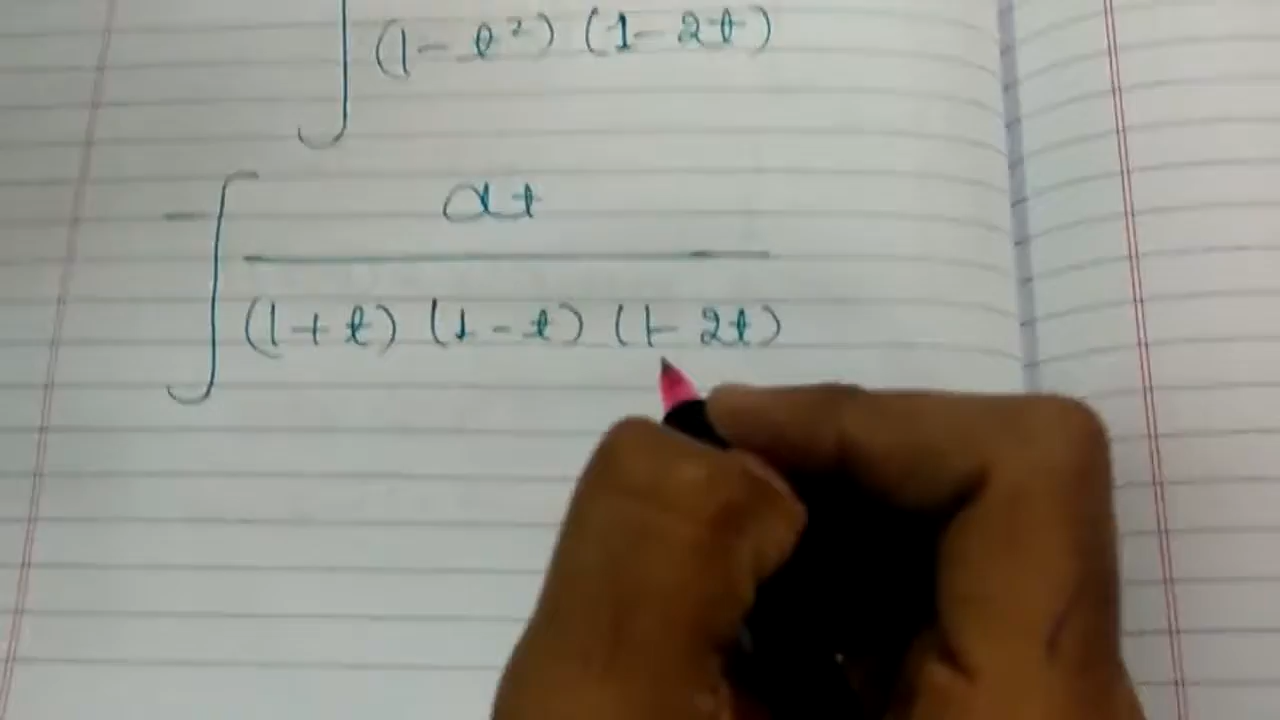 ∫ (1 - t²) (1 - 2t)
- ∫ dt
(1 + t) (1 - t) (1 - 2t)